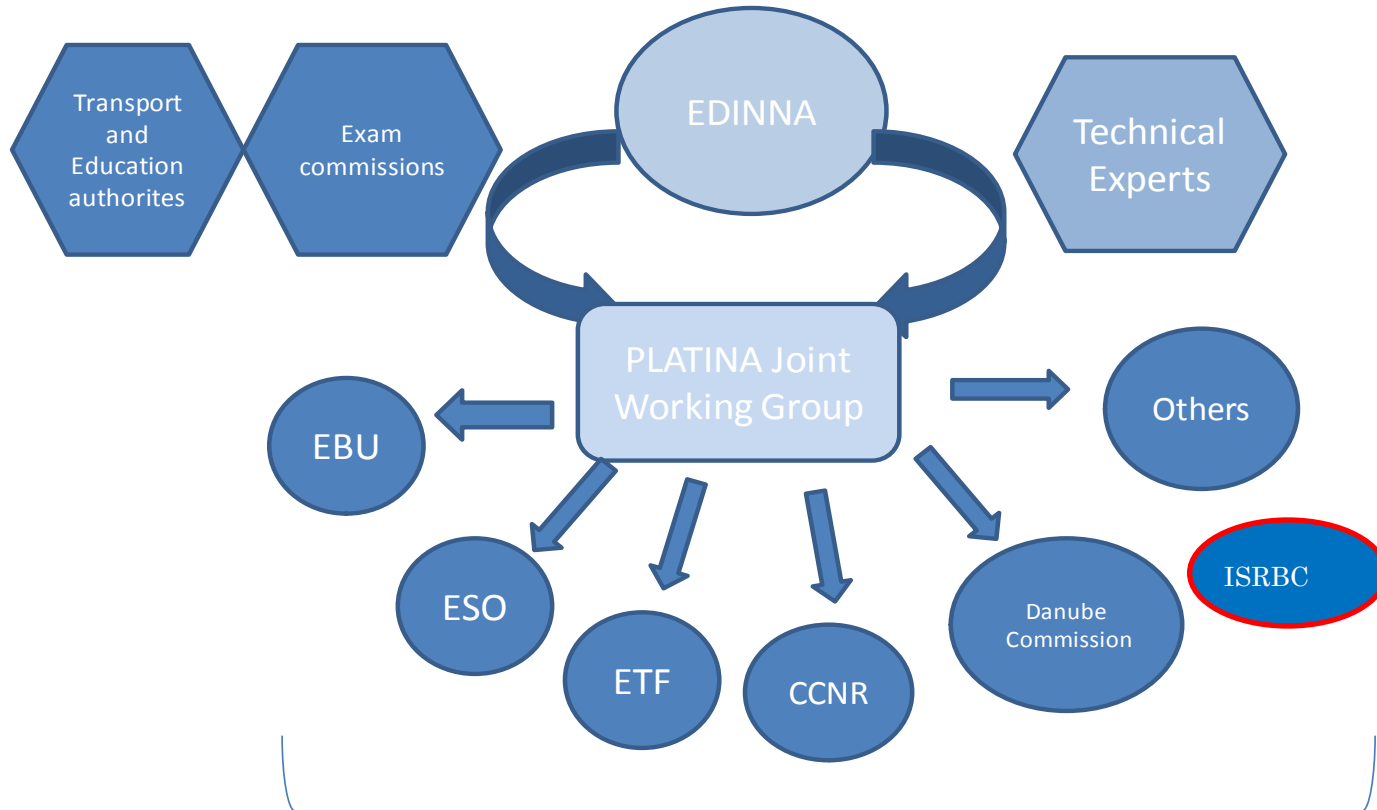 Transport
and
Education
authorites
Exam
commissions
EDINNA
Technical
Experts
PLATINA Joint
Working Group
EBU
Others
ESO
ISRBC
Danube
Commission
ETF
CCNR